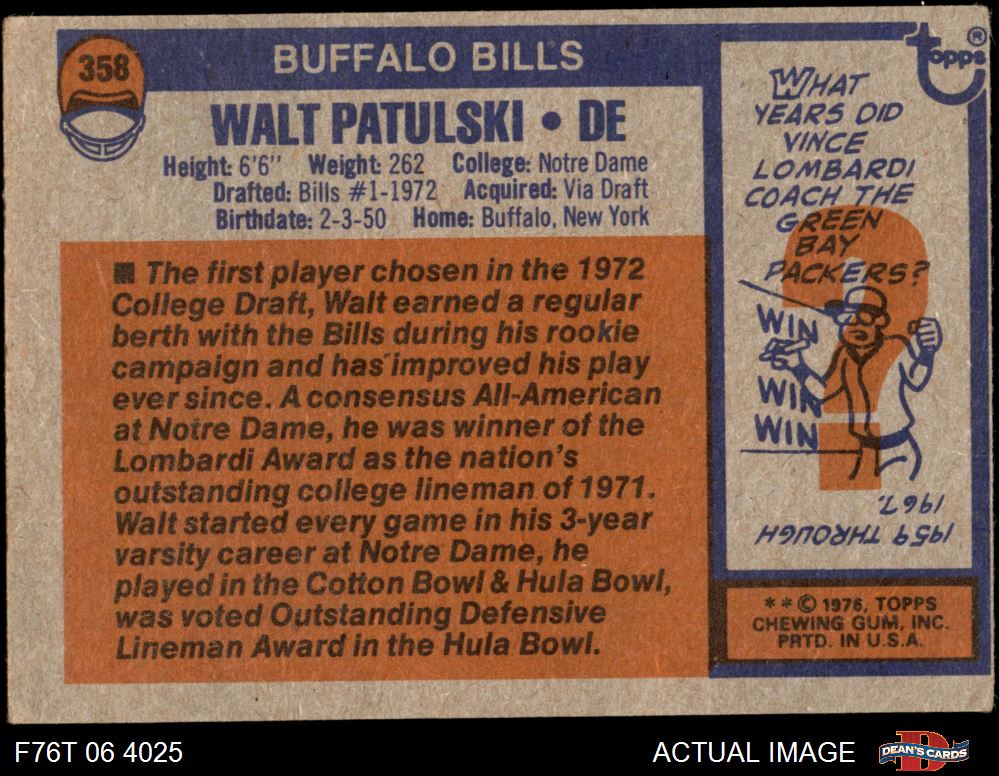 358
BUFFALO BILLS
WALT PATULSKI • DE
Height: 6'6" Weight: 262 College: Notre Dame
Drafted: Bills #1-1972 Acquired: Via Draft
Birthdate: 2-3-50 Home: Buffalo, New York
■ The first player chosen in the 1972
College Draft, Walt earned a regular
berth with the Bills during his rookie
campaign and has improved his play
ever since. A consensus All-American
at Notre Dame, he was winner of the
Lombardi Award as the nation's
outstanding college lineman of 1971.
Walt started every game in his 3-year
varsity career at Notre Dame, he
played in the Cotton Bowl & Hula Bowl,
was voted Outstanding Defensive
Lineman Award in the Hula Bowl.
topps ®
WHAT
YEARS DID
VINCE
LOMBARDI
COACH THE
GREEN
BAY
PACKERS?
WIN
WIN
WIN
1959 THROUGH
1967.
** © 1976, TOPPS
CHEWING GUM, INC.
PRTD. IN U.S.A.
F76T 06 4025
ACTUAL IMAGE
D
DEAN'S CARDS